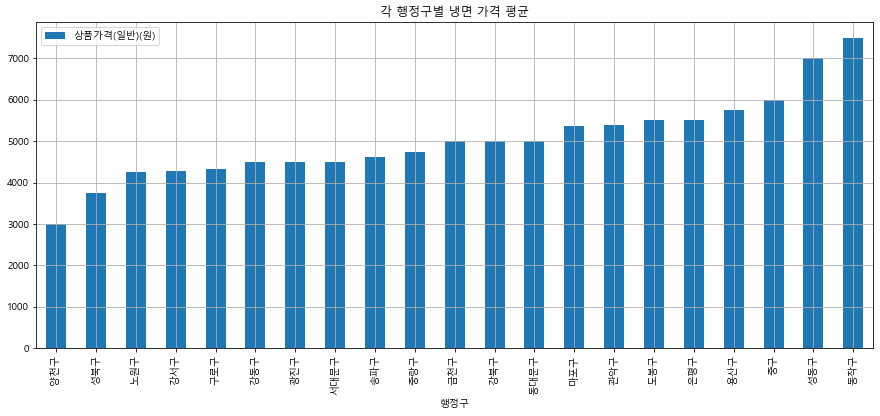 각 행정구별 냉면 가격 평균
상품가격(일반)(원)
7000
6000
5000
4000
3000
2000
1000
0
양천구
성북구
노원구
강서구
구로구
강동구
광진구
서대문구
송파구
중랑구
금천구
강북구
동대문구
마포구
관악구
도봉구
은평구
용산구
중구
성동구
동작구
행정구